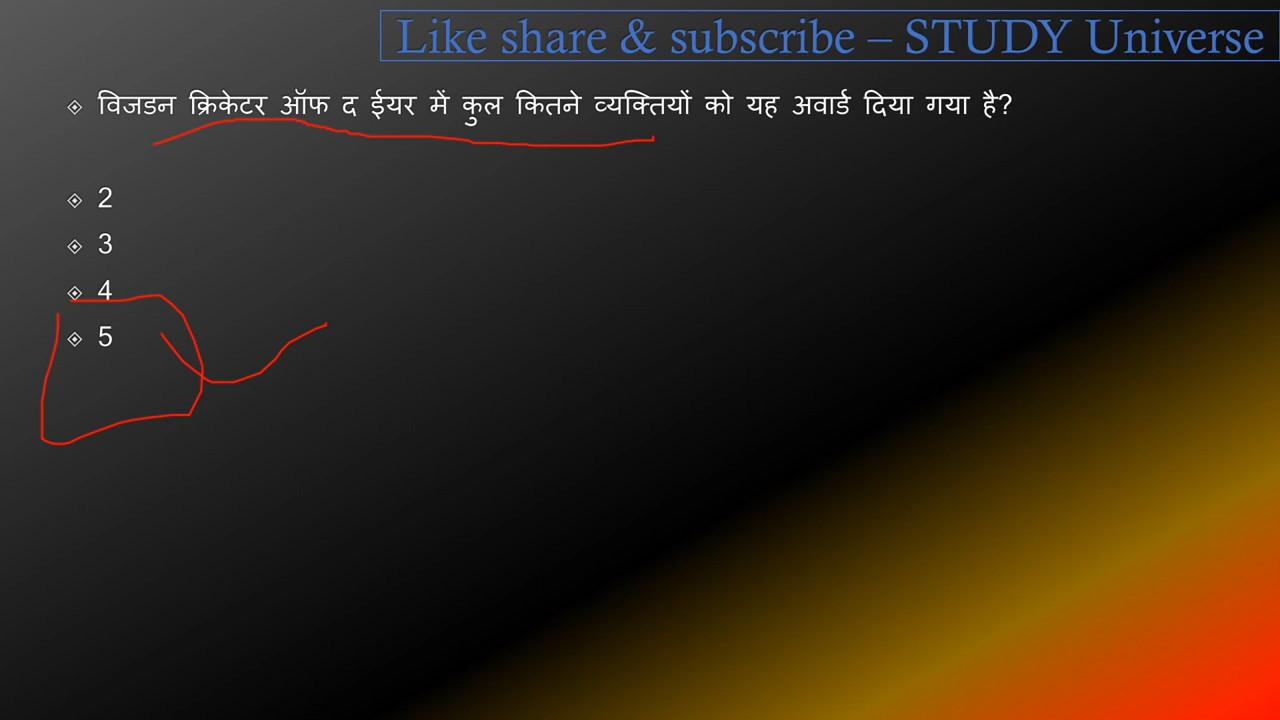 Like share & subscribe – STUDY Universe
विजडन क्रिकेटर ऑफ द ईयर में कुल कितने व्यक्तियों को यह अवार्ड दिया गया है?
2
3
4
5